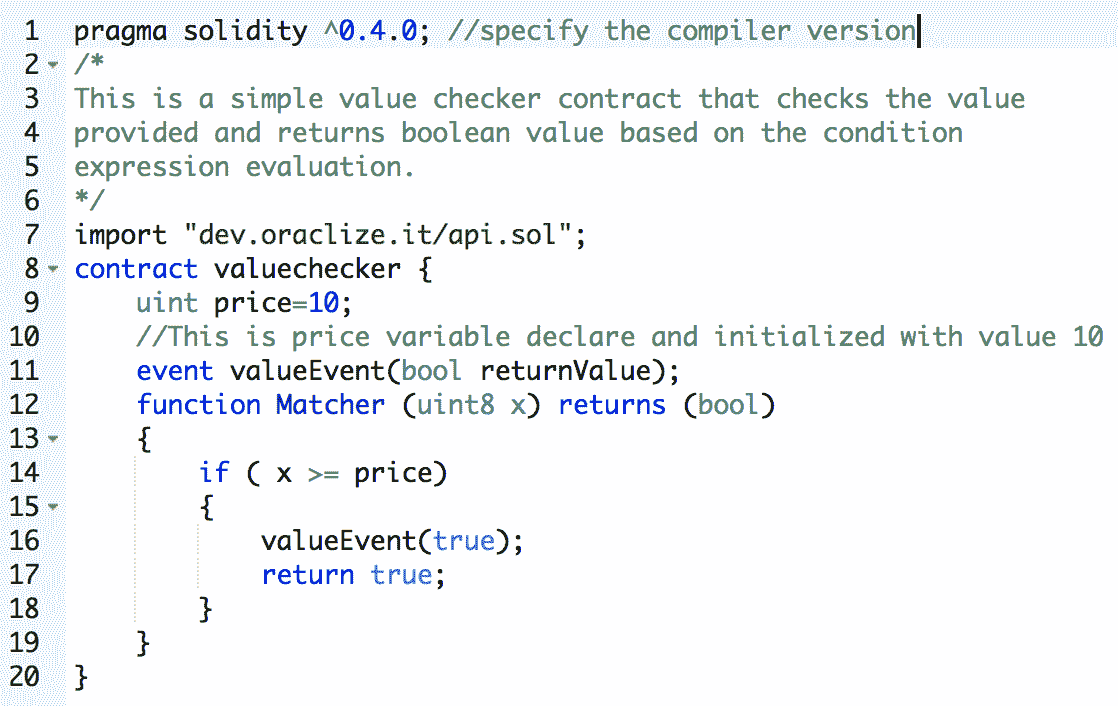 1 pragma solidity ^0.4.0; //specify the compiler version
2 /*
3 This is a simple value checker contract that checks the value
4 provided and returns boolean value based on the condition
5 expression evaluation.
6 */
7 import "dev.oraclize.it/api.sol";
8 contract valuechecker {
9     uint price=10;
10     //This is price variable declare and initialized with value 10
11     event valueEvent(bool returnValue);
12     function Matcher (uint8 x) returns (bool)
13     {
14         if ( x >= price)
15         {
16             valueEvent(true);
17             return true;
18         }
19     }
20 }